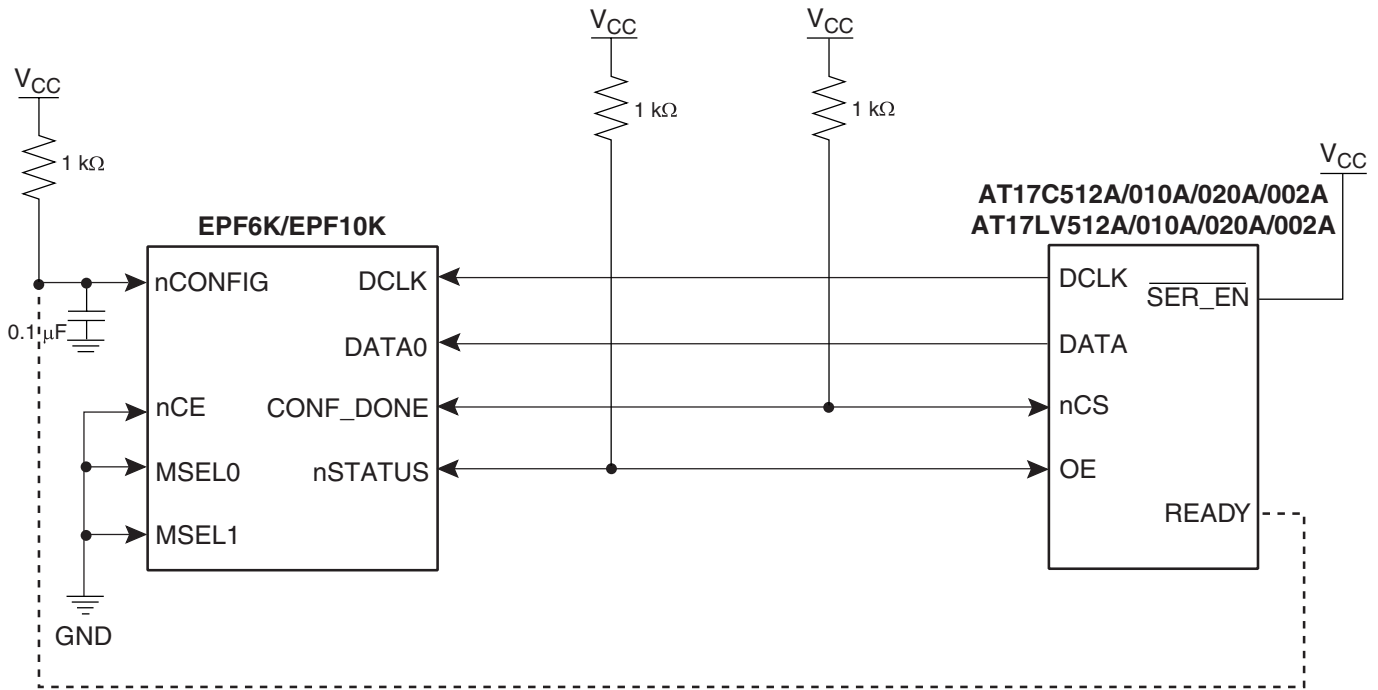 VCC
VCC
VCC
1 kΩ
1 kΩ
1 kΩ
VCC
AT17C512A/010A/020A/002A
AT17LV512A/010A/020A/002A
EPF6K/EPF10K
nCONFIG
DCLK
DCLK
SER_EN
0.1 µF
DATA0
DATA
nCE
CONF_DONE
nCS
MSEL0
nSTATUS
OE
MSEL1
READY
GND